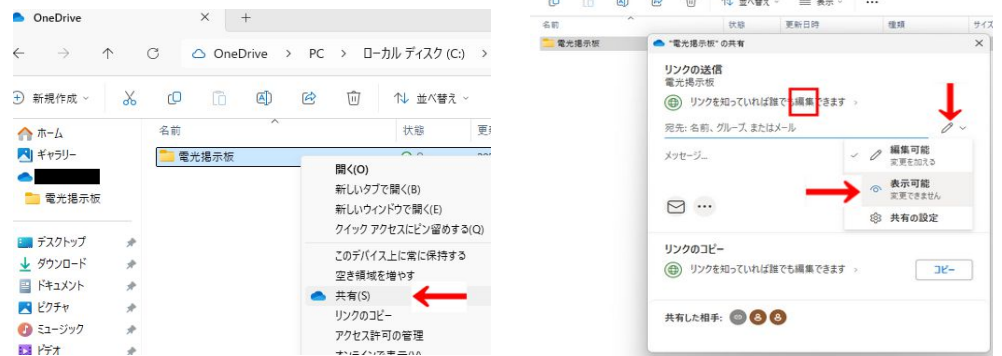 OneDrive
OneDrive > PC > ローカル ディスク (C:) >
新規作成
並べ替え
名前
状態
ホーム
ギャラリー
電光掲示板
デスクトップ
ダウンロード
ドキュメント
ピクチャ
ミュージック
ビデオ
電光掲示板
開く(O)
新しいタブで開く(B)
新しいウィンドウで開く(E)
クイック アクセスにピン留めする(Q)
このデバイス上に常に保持する
空き領域を増やす
共有(S)
リンクのコピー
アクセス許可の管理
並べ替え
表示
名前
状態
更新日時
種類
サイズ
電光掲示板
"電光掲示板" の共有
リンクの送信
電光掲示板
リンクを知っていれば誰でも編集できます
宛先: 名前、グループ、またはメール
メッセージ...
編集可能
変更を加える
表示可能
変更できません
共有の設定
リンクのコピー
リンクを知っていれば誰でも編集できます
コピー
共有した相手: